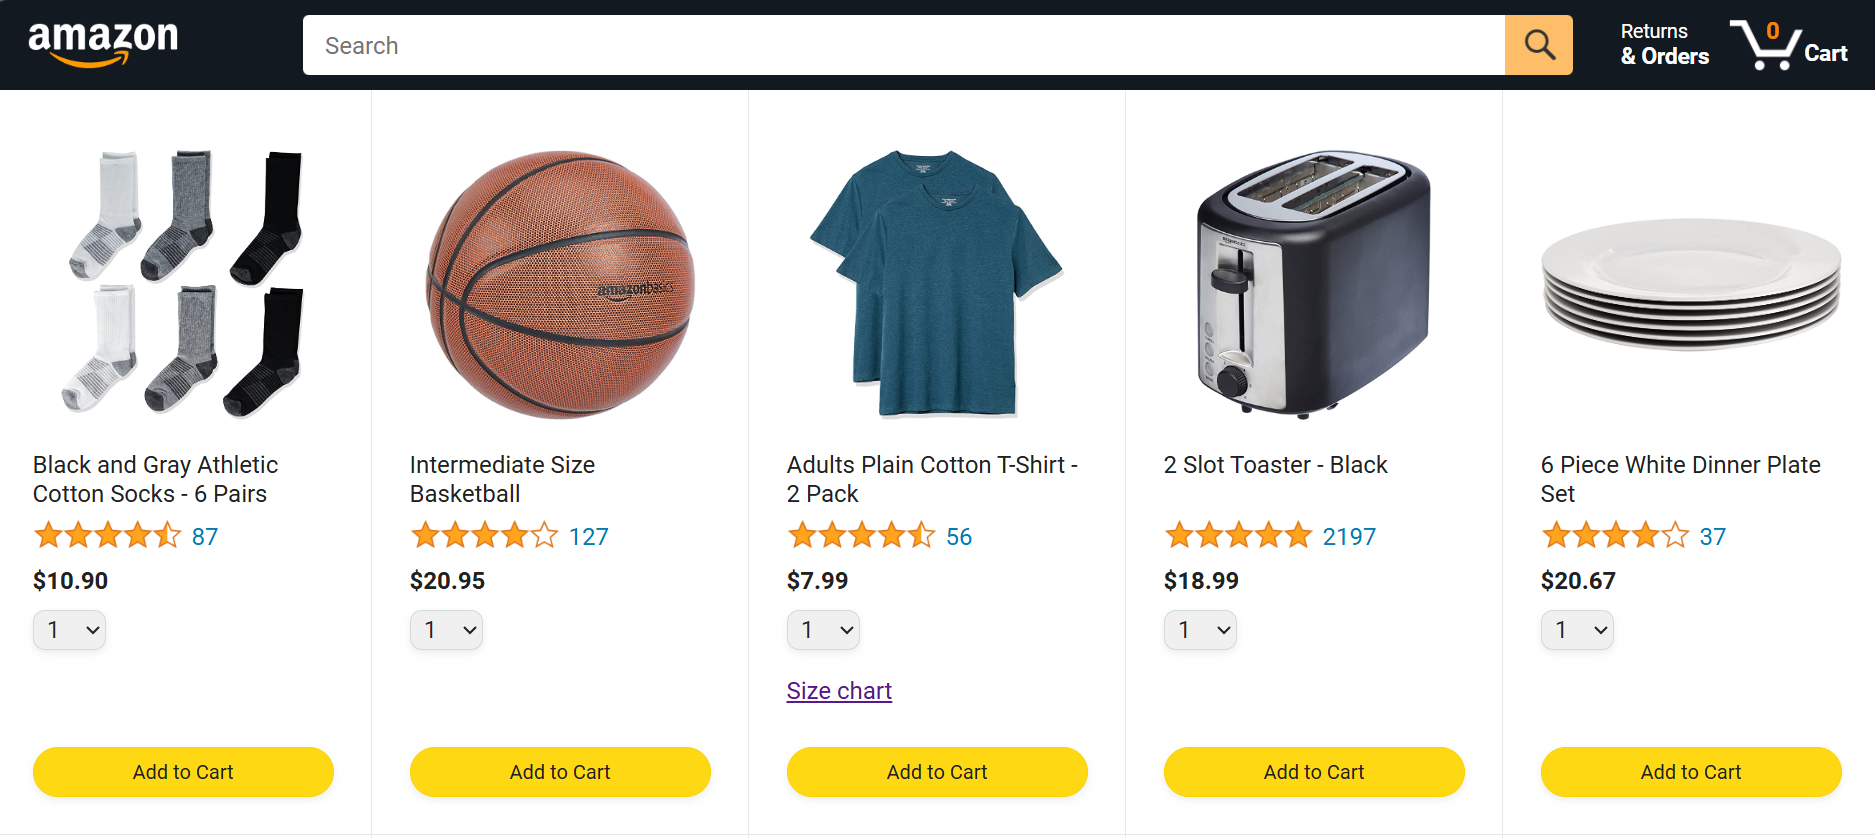 amazon
Search
Returns
& Orders
0
Cart
amazonbasics
Black and Gray Athletic
Cotton Socks - 6 Pairs
87
$10.90
1
Add to Cart
Intermediate Size
Basketball
127
$20.95
1
Add to Cart
Adults Plain Cotton T-Shirt -
2 Pack
56
$7.99
1
Size chart
Add to Cart
2 Slot Toaster - Black
2197
$18.99
1
Add to Cart
6 Piece White Dinner Plate
Set
37
$20.67
1
Add to Cart